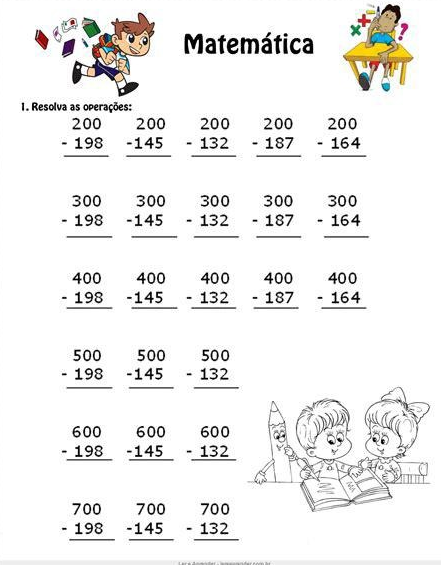 Matemática
1. Resolva as operações:
200 200 200 200 200
- 198 -145 - 132 - 187 - 164
300 300 300 300 300
- 198 -145 - 132 - 187 - 164
400 400 400 400 400
- 198 -145 - 132 - 187 - 164
500 500 500
- 198 -145 - 132
600 600 600
- 198 -145 - 132
700 700 700
- 198 -145 - 132